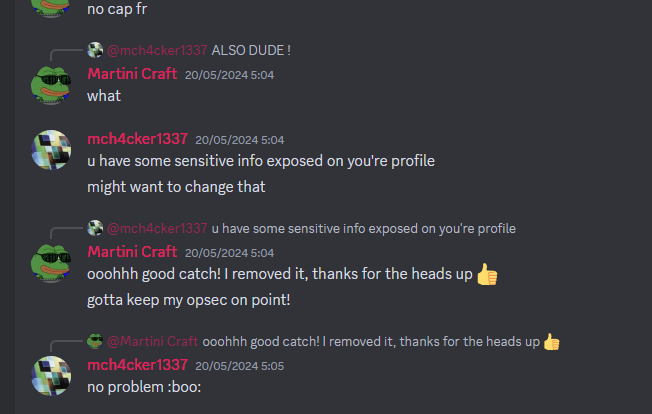 no cap fr
@mch4cker1337 ALSO DUDE !
Martini Craft 20/05/2024 5:04
what
mch4cker1337 20/05/2024 5:04
u have some sensitive info exposed on you're profile
might want to change that
@mch4cker1337 u have some sensitive info exposed on you're profile
Martini Craft 20/05/2024 5:04
ooohhh good catch! I removed it, thanks for the heads up 👍
gotta keep my opsec on point!
@Martini Craft ooohhh good catch! I removed it, thanks for the heads up 👍
mch4cker1337 20/05/2024 5:05
no problem :boo: